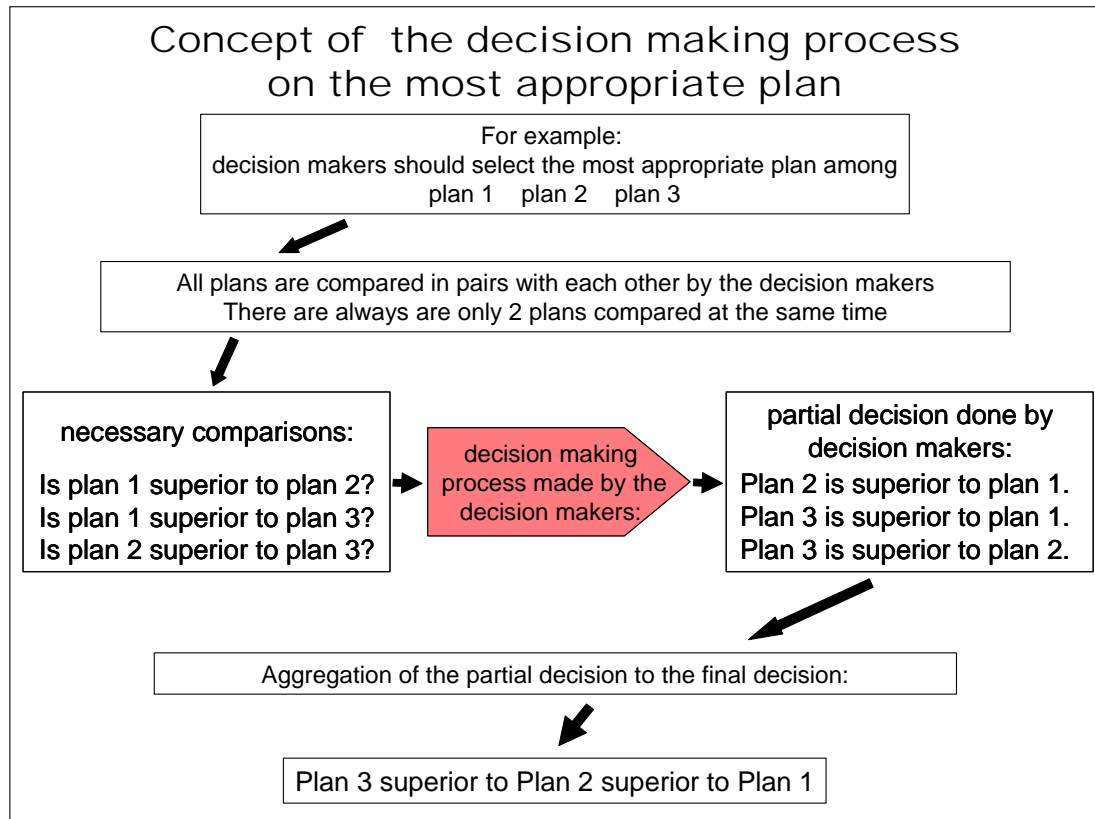 Concept of the decision making process
on the most appropriate plan
For example:
decision makers should select the most appropriate plan among
plan 1 plan 2 plan 3
All plans are compared in pairs with each other by the decision makers
There are always are only 2 plans compared at the same time
necessary comparisons:
Is plan 1 superior to plan 2?
Is plan 1 superior to plan 3?
Is plan 2 superior to plan 3?
decision making
process made by the
decision makers:
partial decision done by
decision makers:
Plan 2 is superior to plan 1.
Plan 3 is superior to plan 1.
Plan 3 is superior to plan 2.
Aggregation of the partial decision to the final decision:
Plan 3 superior to Plan 2 superior to Plan 1